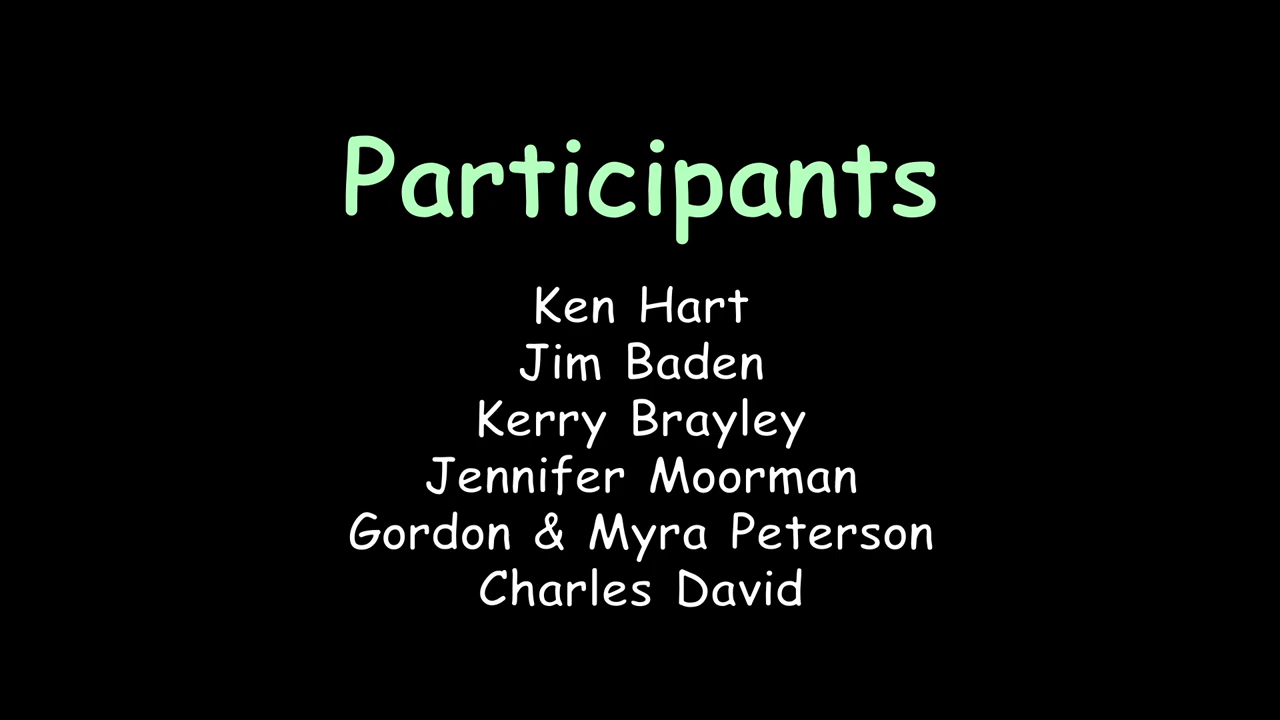 Participants
Ken Hart
Jim Baden
Kerry Brayley
Jennifer Moorman
Gordon & Myra Peterson
Charles David